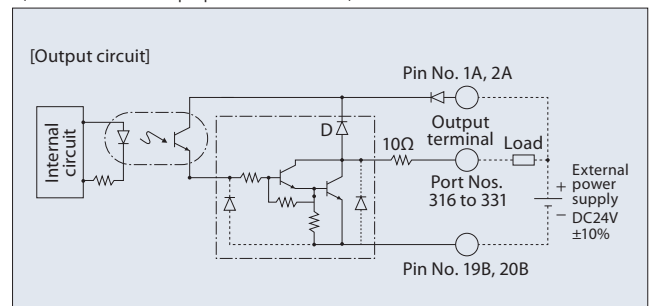 [Output circuit]
Pin No. 1A, 2A
Internal
circuit
D
10Ω
Output
terminal
Load
Port Nos.
316 to 331
+
External
power
supply
−
DC24V
±10%
Pin No. 19B, 20B